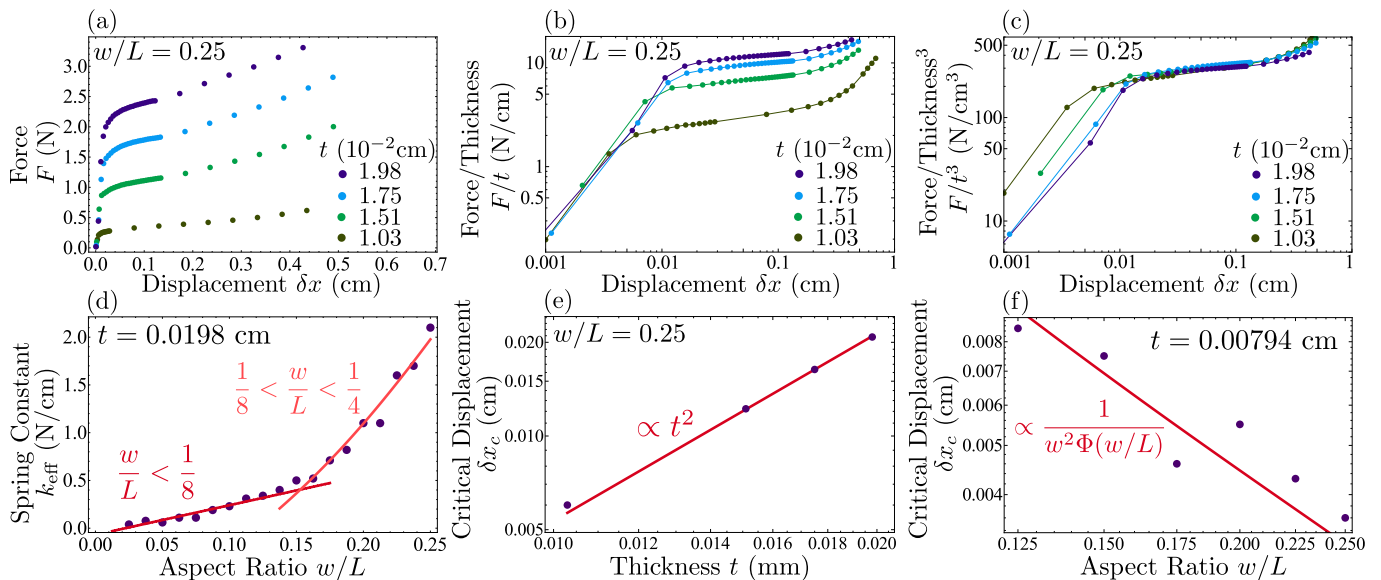 (a)
w/L = 0.25
Force
F (N)
3.0
2.5
2.0
1.5
1.0
0.5
0.0
t (10⁻²cm)
1.98
1.75
1.51
1.03
0.0 0.1 0.2 0.3 0.4 0.5 0.6 0.7
Displacement δx (cm)
(b)
w/L = 0.25
Force/Thickness
F/t (N/cm)
10
5
1
0.5
t (10⁻²cm)
1.98
1.75
1.51
1.03
0.001 0.01 0.1 1
Displacement δx (cm)
(c)
w/L = 0.25
Force/Thickness³
F/t³ (N/cm³)
500
100
50
10
t (10⁻²cm)
1.98
1.75
1.51
1.03
0.001 0.01 0.1 1
Displacement δx (cm)
(d)
t = 0.0198 cm
Spring Constant
k_eff (N/cm)
2.0
1.5
1.0
0.5
0.0
1/8 < w/L < 1/4
w/L < 1/8
0.00 0.05 0.10 0.15 0.20 0.25
Aspect Ratio w/L
(e)
w/L = 0.25
Critical Displacement
δx_c (cm)
0.020
0.010
0.005
∝ t²
0.010 0.012 0.014 0.016 0.018 0.020
Thickness t (mm)
(f)
t = 0.00794 cm
Critical Displacement
δx_c (cm)
0.008
0.007
0.006
0.005
0.004
∝ 1/w²Φ(w/L)
0.125 0.150 0.175 0.200 0.225 0.250
Aspect Ratio w/L